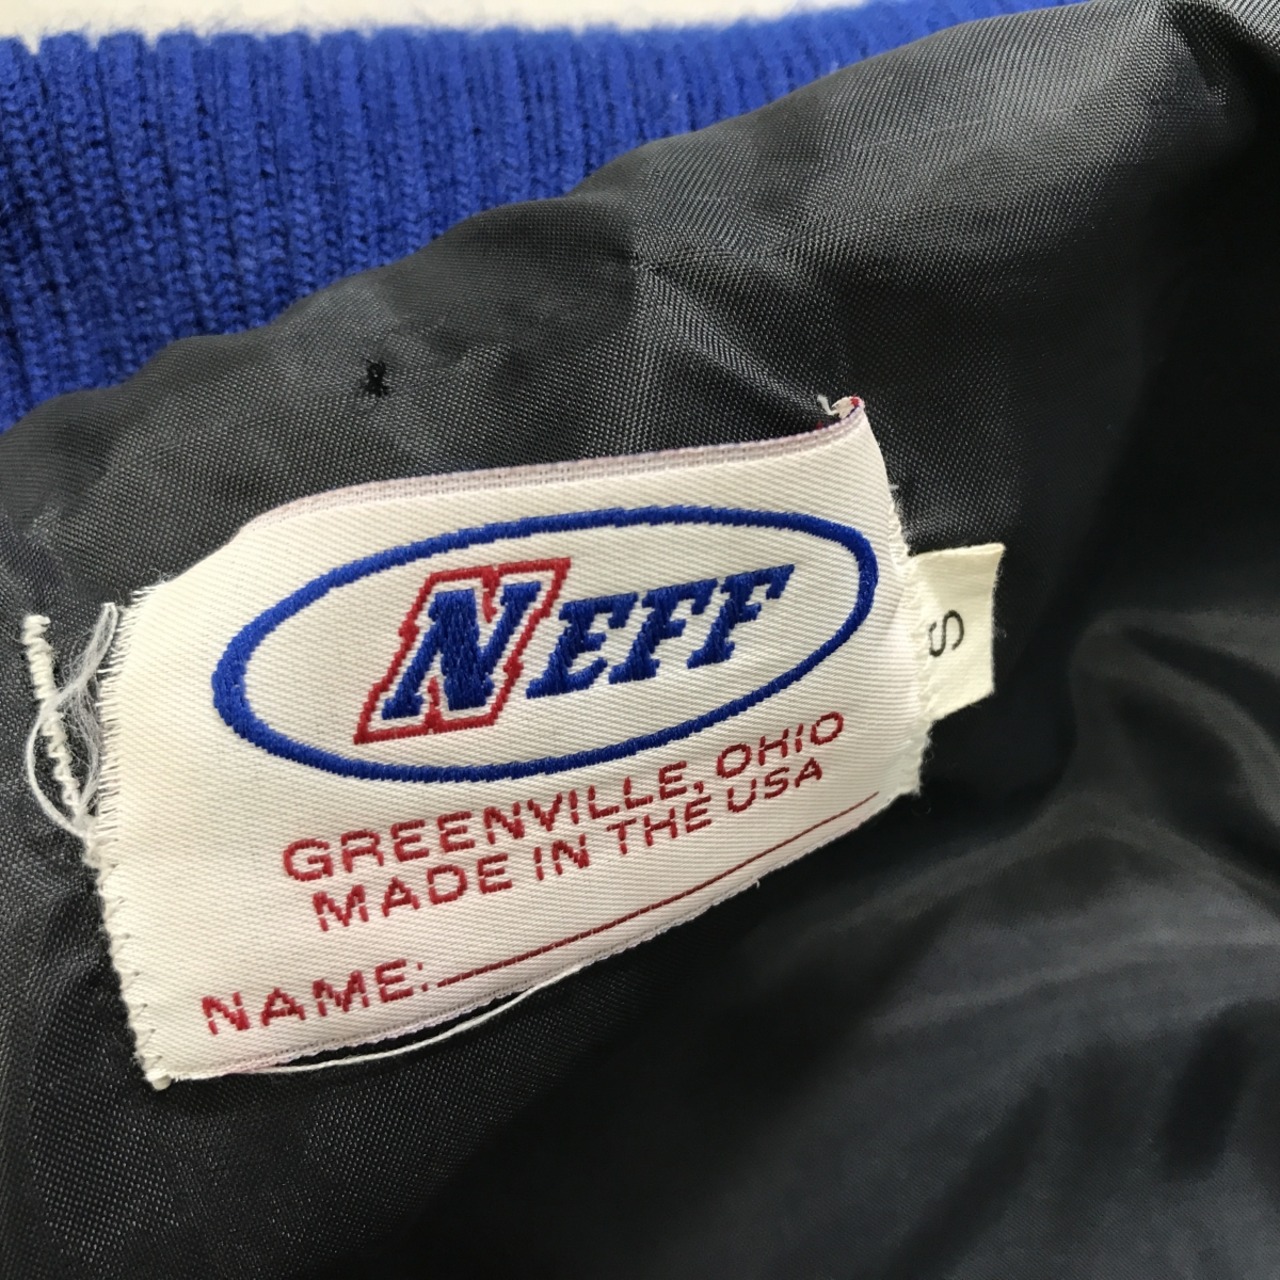 NEFF
S
GREENVILLE, OHIO
MADE IN THE USA
NAME: